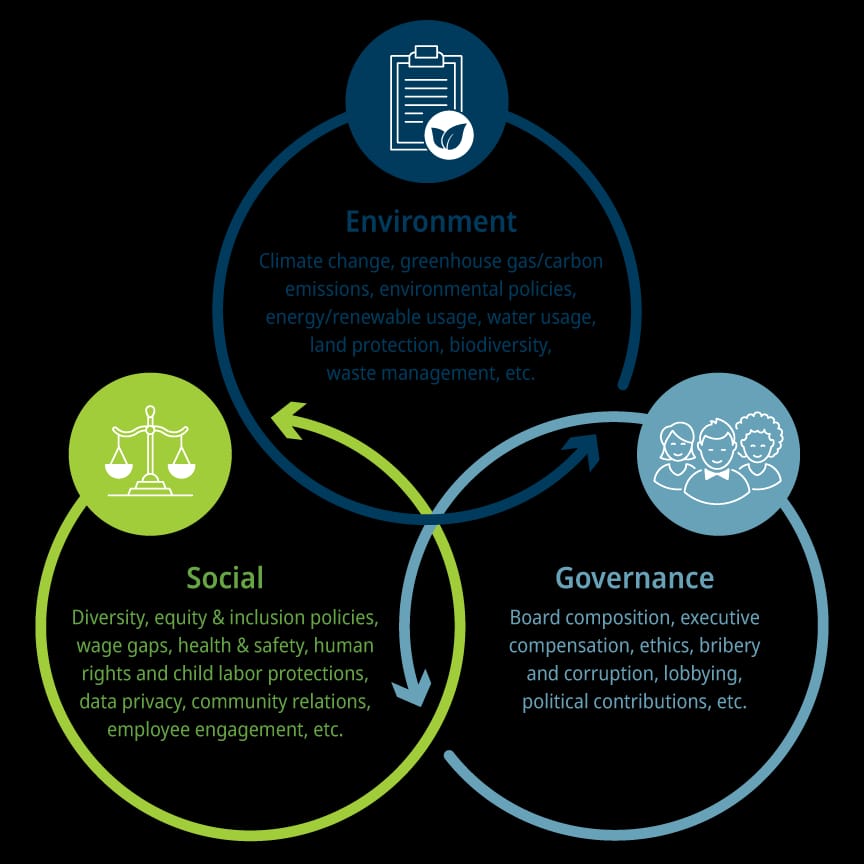 Environment
Climate change, greenhouse gas/carbon
emissions, environmental policies,
energy/renewable usage, water usage,
land protection, biodiversity,
waste management, etc.
Social
Diversity, equity & inclusion policies,
wage gaps, health & safety, human
rights and child labor protections,
data privacy, community relations,
employee engagement, etc.
Governance
Board composition, executive
compensation, ethics, bribery
and corruption, lobbying,
political contributions, etc.